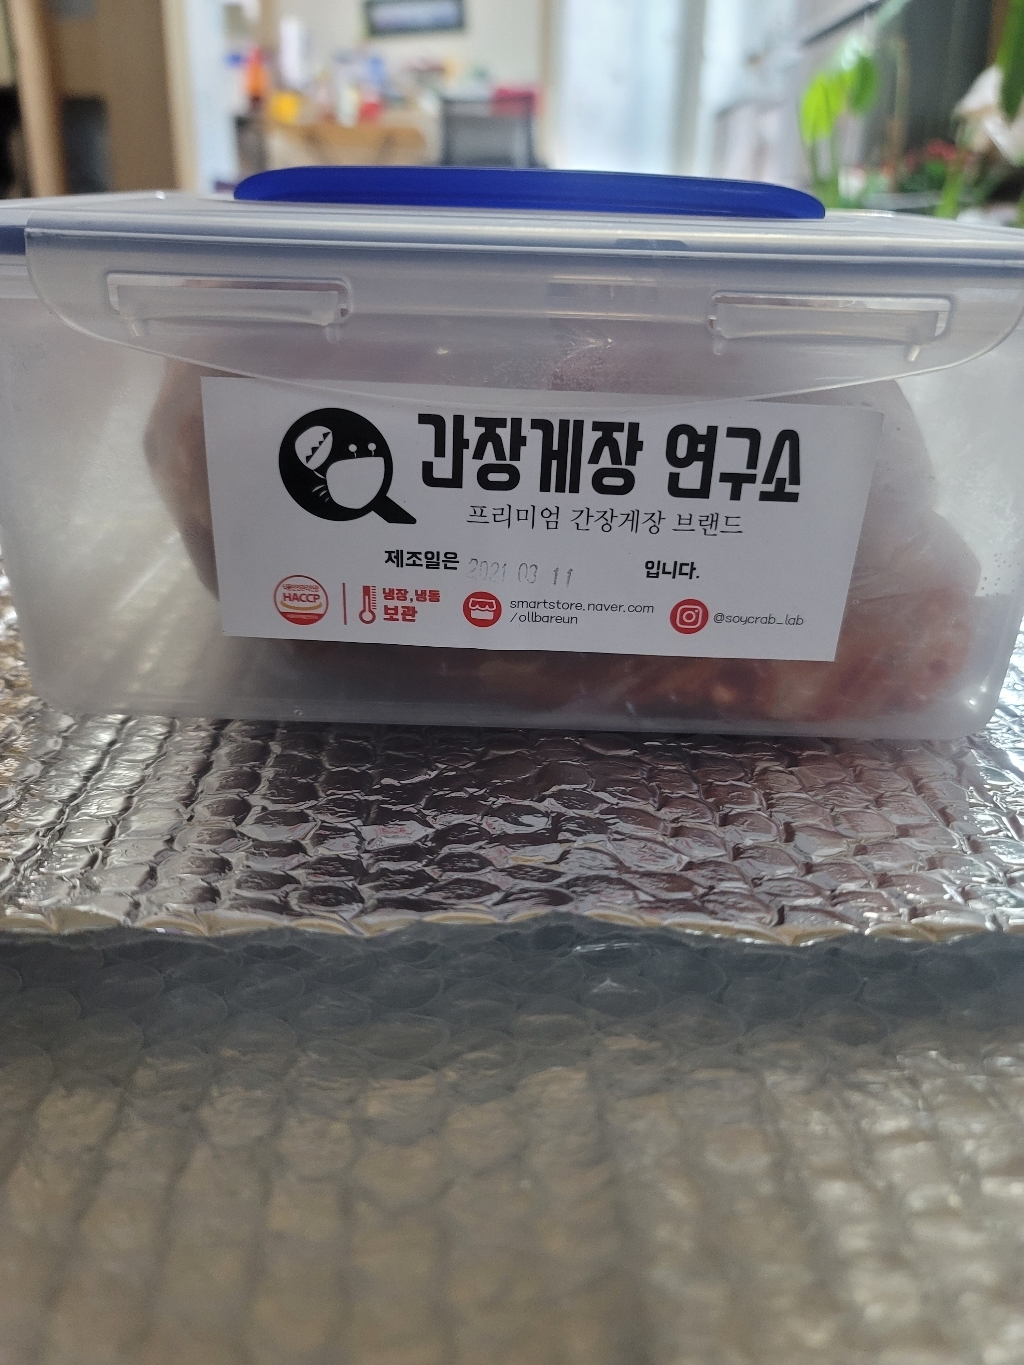 간장게장 연구소
프리미엄 간장게장 브랜드
제조일은 2021 03 11 입니다.
HACCP
냉장,냉동
보관
smartstore.naver.com
/ollbareun
@soycrab_lab